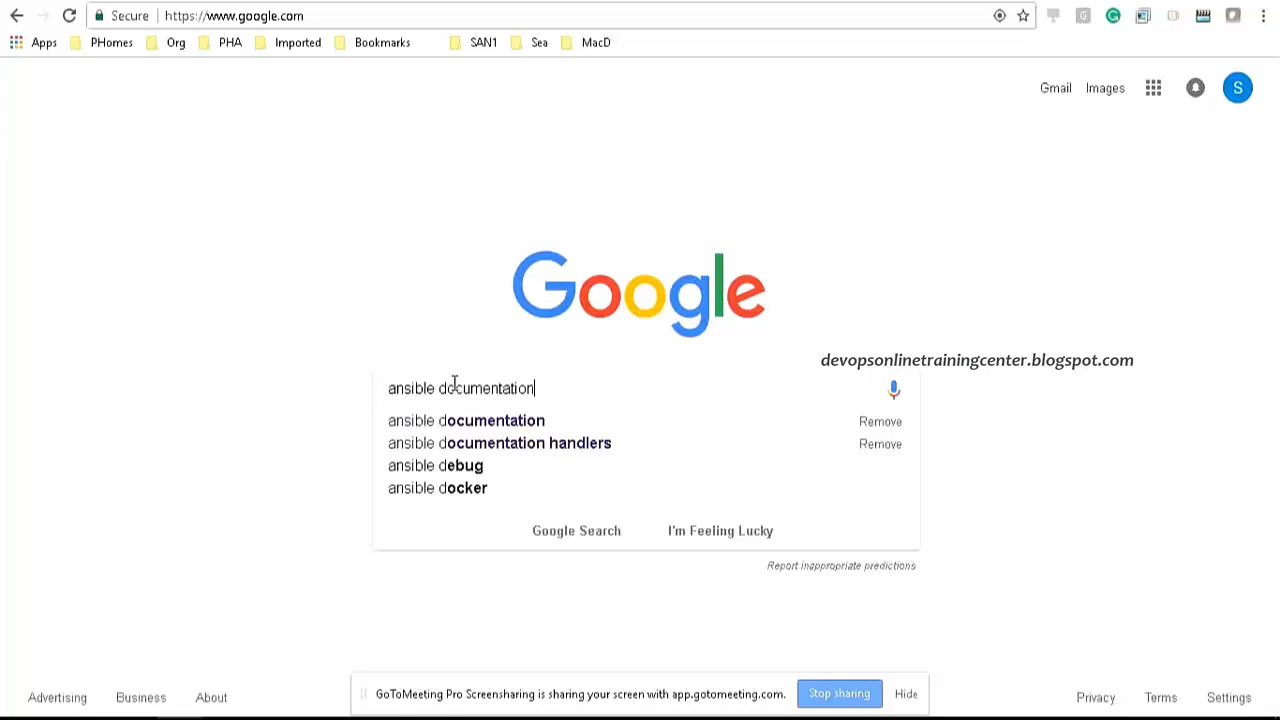 Secure https://www.google.com
Apps PHomes Org PHA Imported Bookmarks SAN1 Sea MacD
Gmail Images S
Google
devopsonlinetrainingcenter.blogspot.com
ansible documentation
ansible documentation Remove
ansible documentation handlers Remove
ansible debug
ansible docker
Google Search I'm Feeling Lucky
Report inappropriate predictions
GoToMeeting Pro Screensharing is sharing your screen with app.gotomeeting.com. Stop sharing Hide
Advertising Business About Privacy Terms Settings